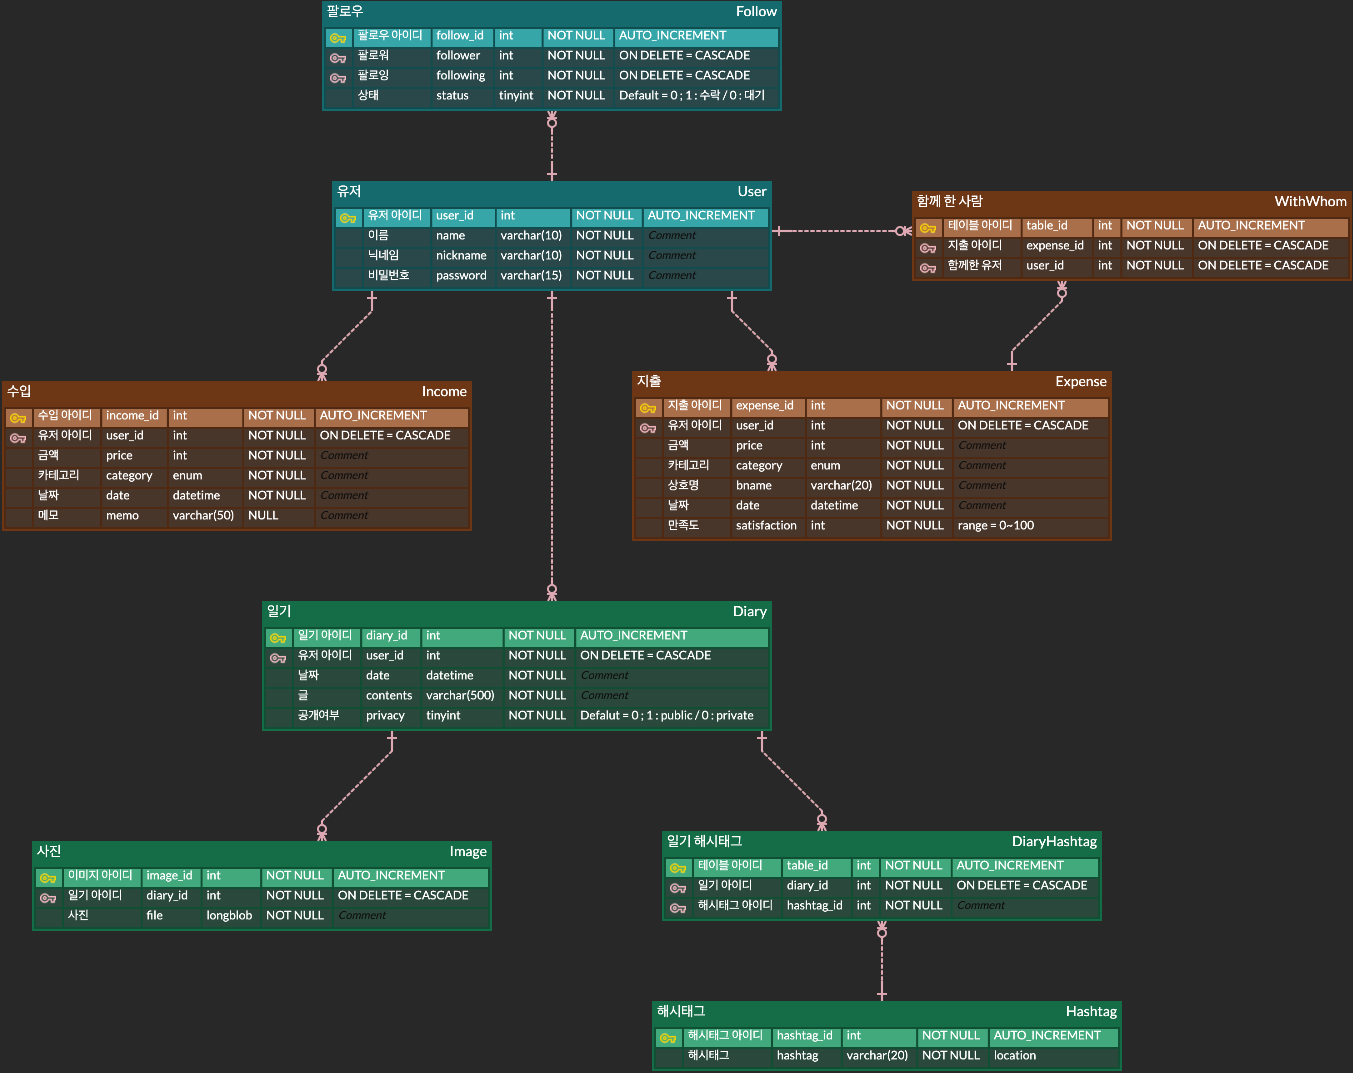 팔로우 Follow
팔로우 아이디 follow_id int NOT NULL AUTO_INCREMENT
팔로워 follower int NOT NULL ON DELETE = CASCADE
팔로잉 following int NOT NULL ON DELETE = CASCADE
상태 status tinyint NOT NULL Default = 0 ; 1 : 수락 / 0 : 대기
유저 User
유저 아이디 user_id int NOT NULL AUTO_INCREMENT
이름 name varchar(10) NOT NULL Comment
닉네임 nickname varchar(10) NOT NULL Comment
비밀번호 password varchar(15) NOT NULL Comment
함께 한 사람 WithWhom
테이블 아이디 table_id int NOT NULL AUTO_INCREMENT
지출 아이디 expense_id int NOT NULL ON DELETE = CASCADE
함께한 유저 user_id int NOT NULL ON DELETE = CASCADE
수입 Income
수입 아이디 income_id int NOT NULL AUTO_INCREMENT
유저 아이디 user_id int NOT NULL ON DELETE = CASCADE
금액 price int NOT NULL Comment
카테고리 category enum NOT NULL Comment
날짜 date datetime NOT NULL Comment
메모 memo varchar(50) NULL Comment
지출 Expense
지출 아이디 expense_id int NOT NULL AUTO_INCREMENT
유저 아이디 user_id int NOT NULL ON DELETE = CASCADE
금액 price int NOT NULL Comment
카테고리 category enum NOT NULL Comment
상호명 bname varchar(20) NOT NULL Comment
날짜 date datetime NOT NULL Comment
만족도 satisfaction int NOT NULL range = 0~100
일기 Diary
일기 아이디 diary_id int NOT NULL AUTO_INCREMENT
유저 아이디 user_id int NOT NULL ON DELETE = CASCADE
날짜 date datetime NOT NULL Comment
글 contents varchar(500) NOT NULL Comment
공개여부 privacy tinyint NOT NULL Defalut = 0 ; 1 : public / 0 : private
사진 Image
이미지 아이디 image_id int NOT NULL AUTO_INCREMENT
일기 아이디 diary_id int NOT NULL ON DELETE = CASCADE
사진 file longblob NOT NULL Comment
일기 해시태그 DiaryHashtag
테이블 아이디 table_id int NOT NULL AUTO_INCREMENT
일기 아이디 diary_id int NOT NULL ON DELETE = CASCADE
해시태그 아이디 hashtag_id int NOT NULL Comment
해시태그 Hashtag
해시태그 아이디 hashtag_id int NOT NULL AUTO_INCREMENT
해시태그 hashtag varchar(20) NOT NULL location